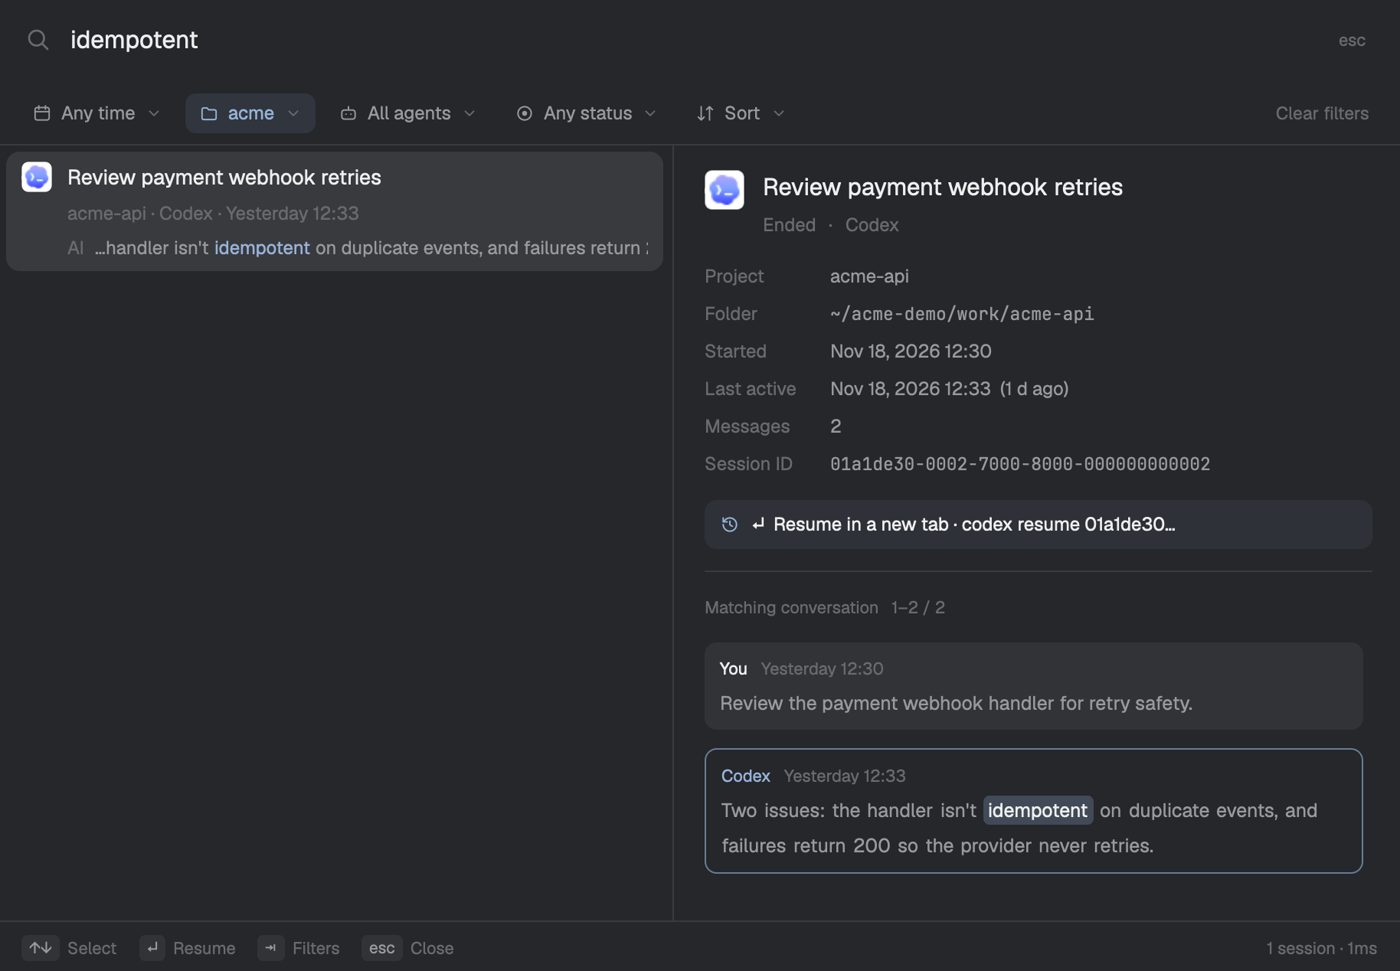 idempotent
esc
Any time
acme
All agents
Any status
Sort
Clear filters
Review payment webhook retries
acme-api · Codex · Yesterday 12:33
AI …handler isn't idempotent on duplicate events, and failures return
Review payment webhook retries
Ended · Codex
Project acme-api
Folder ~/acme-demo/work/acme-api
Started Nov 18, 2026 12:30
Last active Nov 18, 2026 12:33 (1 d ago)
Messages 2
Session ID 01a1de30-0002-7000-8000-000000000002
↵ Resume in a new tab · codex resume 01a1de30…
Matching conversation 1–2 / 2
You Yesterday 12:30
Review the payment webhook handler for retry safety.
Codex Yesterday 12:33
Two issues: the handler isn't idempotent on duplicate events, and
failures return 200 so the provider never retries.
↑↓ Select ↵ Resume ⇥ Filters esc Close
1 session · 1ms